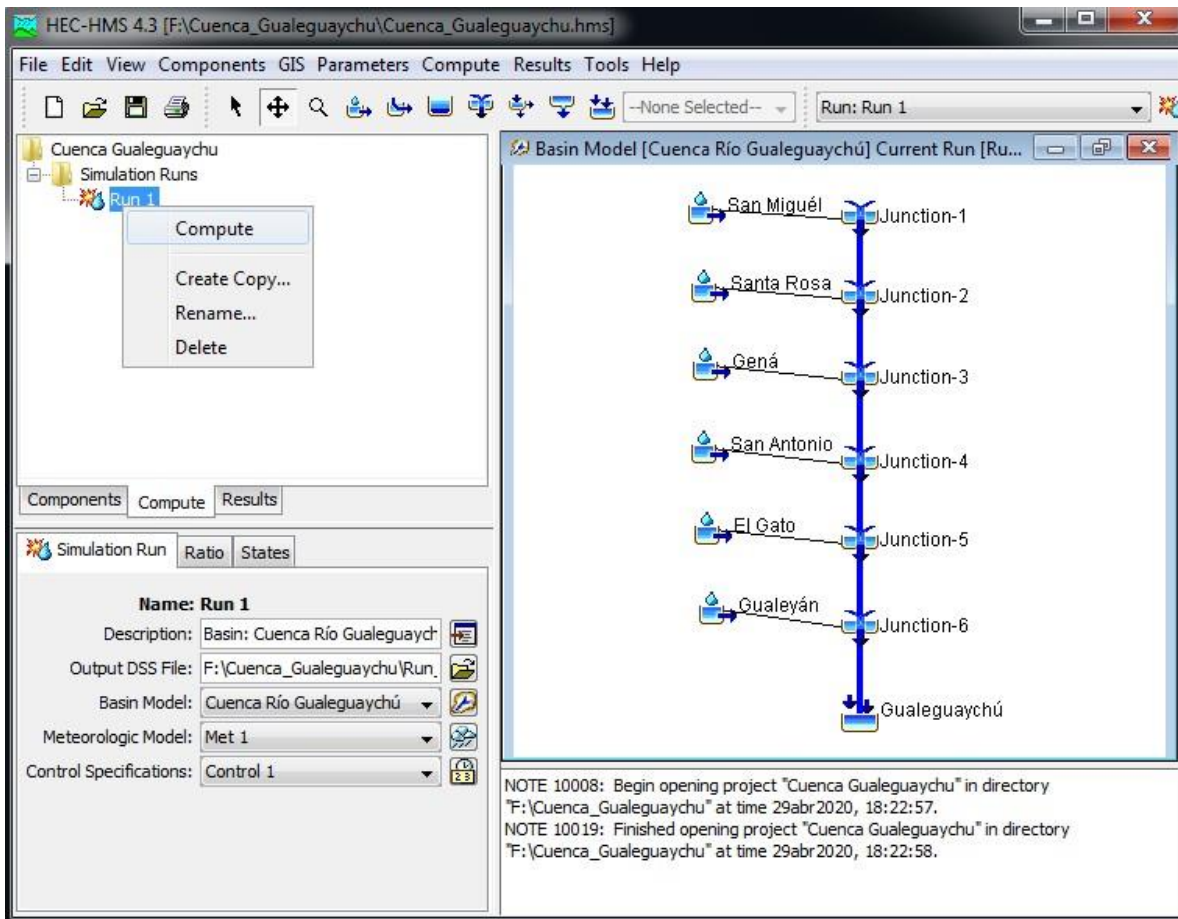 HEC-HMS 4.3 [F:\Cuenca_Gualeguaychu\Cuenca_Gualeguaychu.hms]
File Edit View Components GIS Parameters Compute Results Tools Help
--None Selected-- Run: Run 1
Cuenca Gualeguaychu
Simulation Runs
Run 1
Compute
Create Copy...
Rename...
Delete
Components Compute Results
Simulation Run Ratio States
Name: Run 1
Description: Basin: Cuenca Río Gualeguaych
Output DSS File: F:\Cuenca_Gualeguaychu\Run_
Basin Model: Cuenca Río Gualeguaychú
Meteorologic Model: Met 1
Control Specifications: Control 1
Basin Model [Cuenca Río Gualeguaychú] Current Run [Ru...
San Miguél Junction-1
Santa Rosa Junction-2
Gená Junction-3
San Antonio Junction-4
El Gato Junction-5
Gualeyán Junction-6
Gualeguaychú
NOTE 10008: Begin opening project "Cuenca Gualeguaychu" in directory
"F:\Cuenca_Gualeguaychu" at time 29abr2020, 18:22:57.
NOTE 10019: Finished opening project "Cuenca Gualeguaychu" in directory
"F:\Cuenca_Gualeguaychu" at time 29abr2020, 18:22:58.